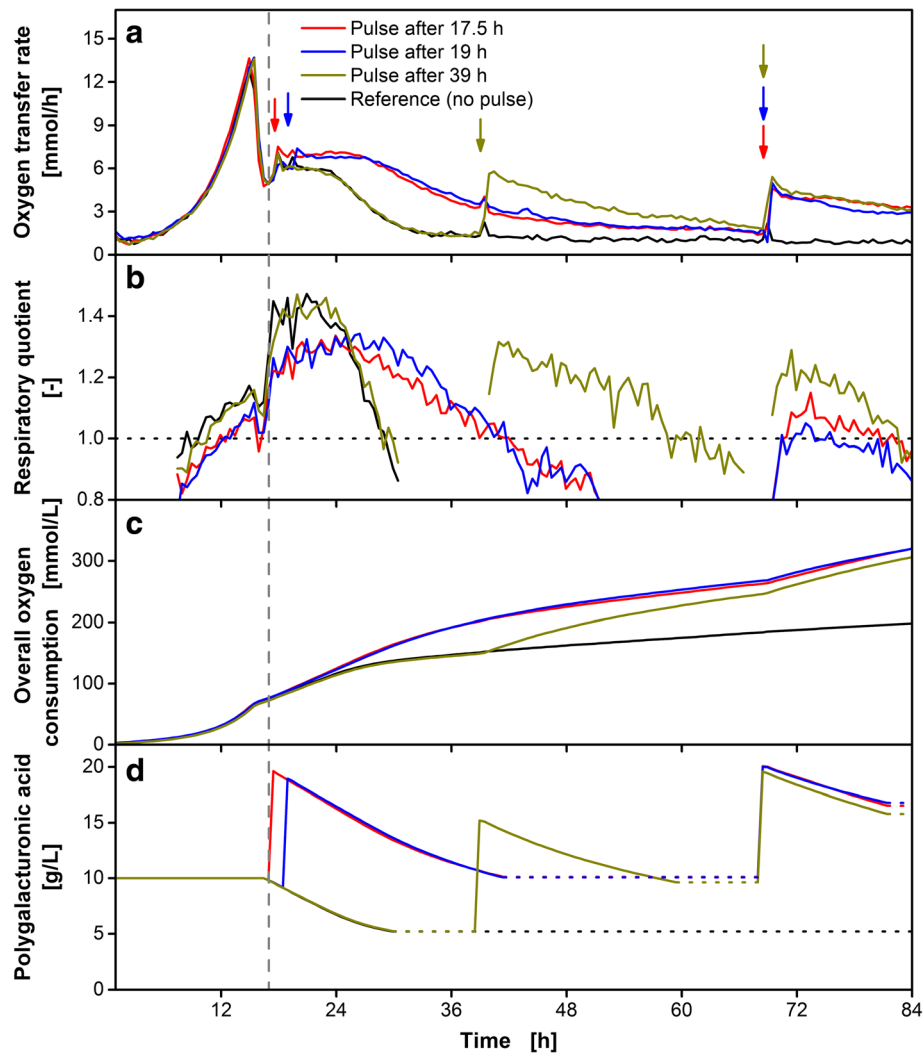 a
Pulse after 17.5 h
Pulse after 19 h
Pulse after 39 h
Reference (no pulse)
Oxygen transfer rate
[mmol/h]
15
12
9
6
3
0
b
Respiratory quotient
[-]
1.4
1.2
1.0
0.8
c
Overall oxygen
consumption [mmol/L]
300
200
100
0
d
Polygalacturonic acid
[g/L]
20
15
10
5
0
12 24 36 48 60 72 84
Time [h]